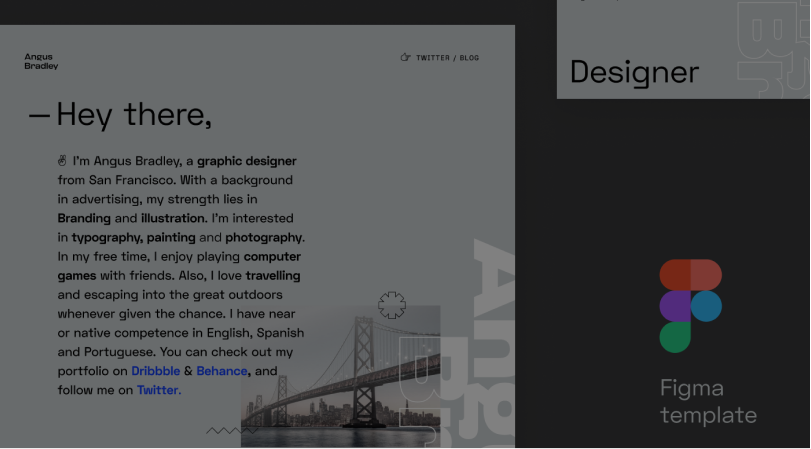 Angus
Bradley
TWITTER / BLOG
—Hey there,
✌ I'm Angus Bradley, a graphic designer
from San Francisco. With a background
in advertising, my strength lies in
Branding and illustration. I'm interested
in typography, painting and photography.
In my free time, I enjoy playing computer
games with friends. Also, I love travelling
and escaping into the great outdoors
whenever given the chance. I have near
or native competence in English, Spanish
and Portuguese. You can check out my
portfolio on Dribbble & Behance, and
follow me on Twitter.
Ang
Br
Designer
Br
Figma
template